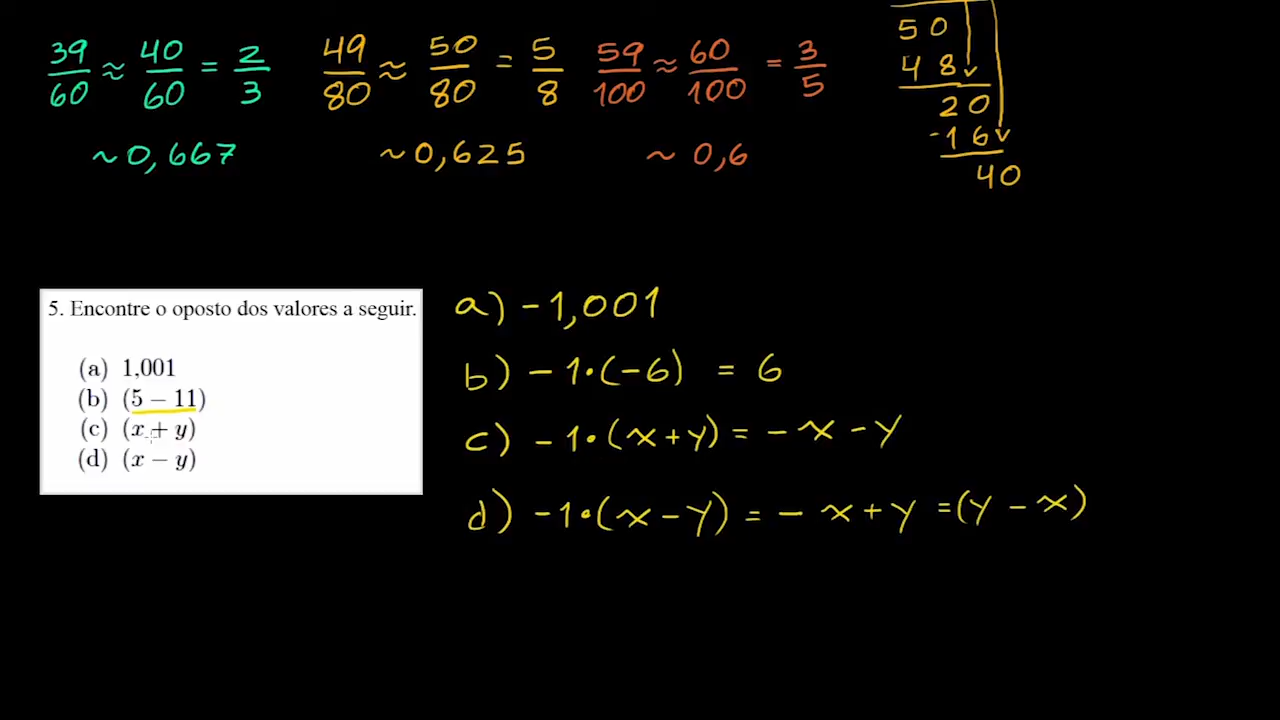 39/60 ≈ 40/60 = 2/3
~0,667
49/80 ≈ 50/80 = 5/8
~0,625
59/100 ≈ 60/100 = 3/5
~ 0,6
50
48
20
-16
40
5. Encontre o oposto dos valores a seguir.
(a) 1,001
(b) (5 − 11)
(c) (x + y)
(d) (x − y)
a) -1,001
b) -1·(-6) = 6
c) -1·(x+y) = -x-y
d) -1·(x-y) = -x+y =(y-x)